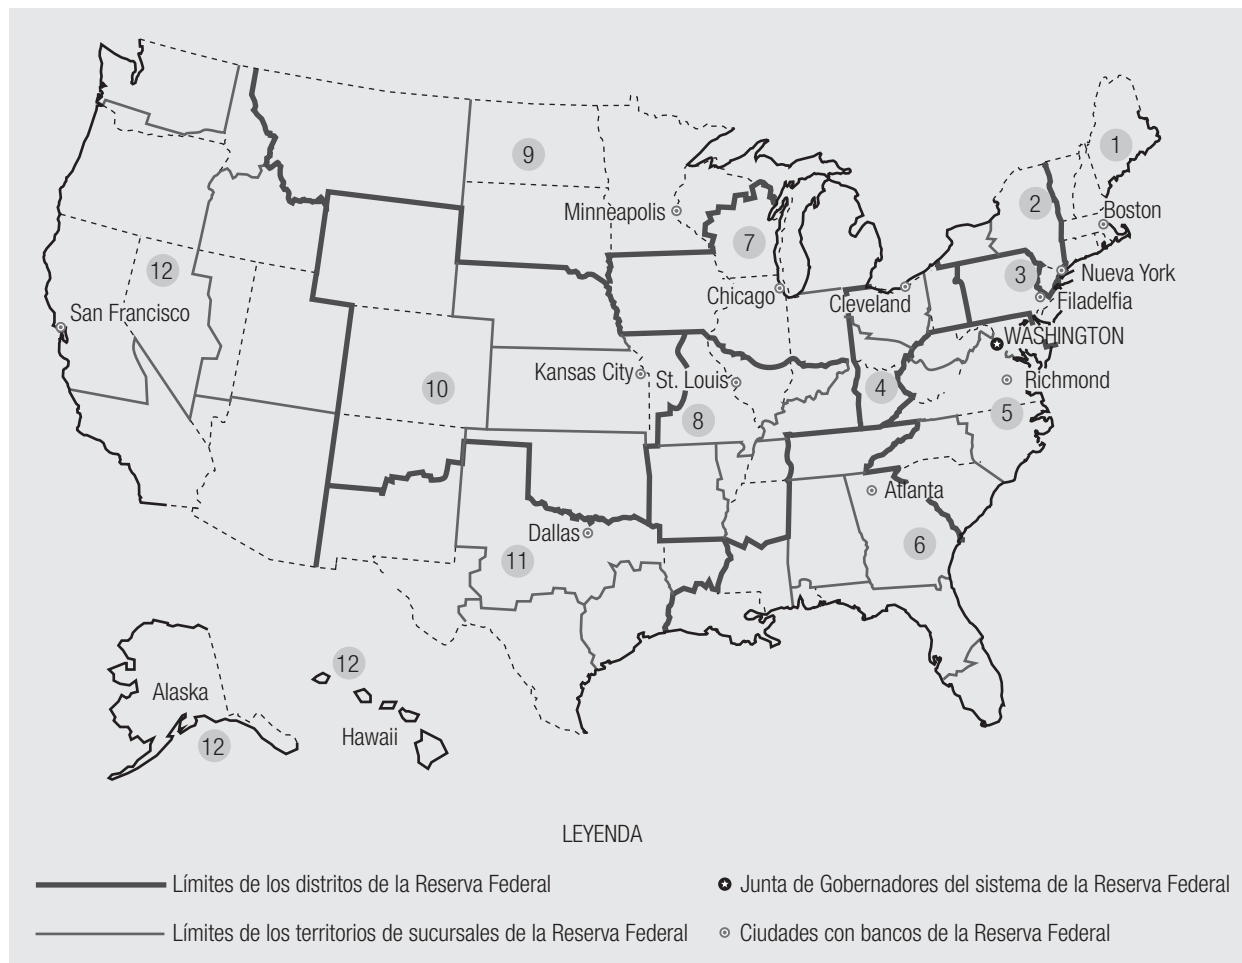 1
9
2
Minneapolis
Boston
7
12
3
Nueva York
Chicago
Cleveland
Filadelfia
San Francisco
WASHINGTON
Kansas City
St. Louis
10
4
Richmond
8
5
Atlanta
Dallas
6
11
12
Alaska
Hawaii
12
LEYENDA
Límites de los distritos de la Reserva Federal
Junta de Gobernadores del sistema de la Reserva Federal
Límites de los territorios de sucursales de la Reserva Federal
Ciudades con bancos de la Reserva Federal